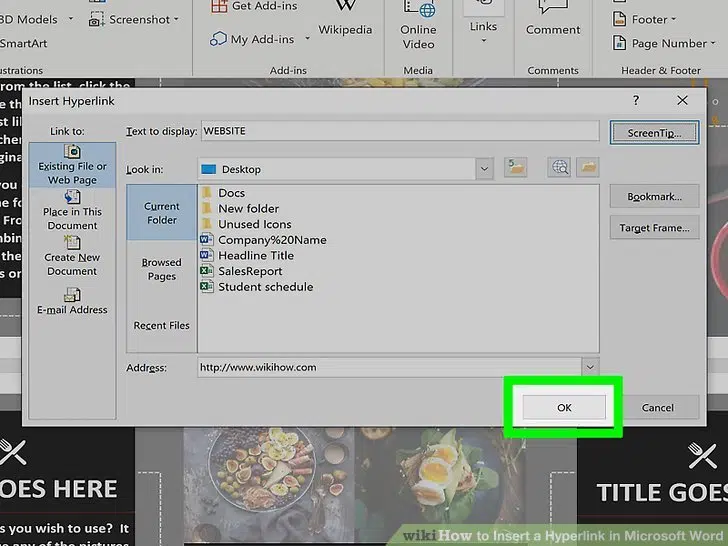 3D Models
Screenshot
SmartArt
Get Add-ins
My Add-ins
W
Wikipedia
Online
Video
Links
Comment
Footer
Page Number
Add-ins
Media
Comments
Header & Footer
from the list, click the
Insert Hyperlink
?
Link to:
Existing File or
Web Page
Place in This
Document
Create New
Document
E-mail Address
Text to display: WEBSITE
ScreenTip...
Look in: Desktop
Current
Folder
Browsed
Pages
Recent Files
Docs
New folder
Unused Icons
Company%20Name
Headline Title
SalesReport
Student schedule
Bookmark...
Target Frame...
Address: http://www.wikihow.com
OK
Cancel
OES HERE
TITLE GOES
s you wish to use? It
wikiHow to Insert a Hyperlink in Microsoft Word